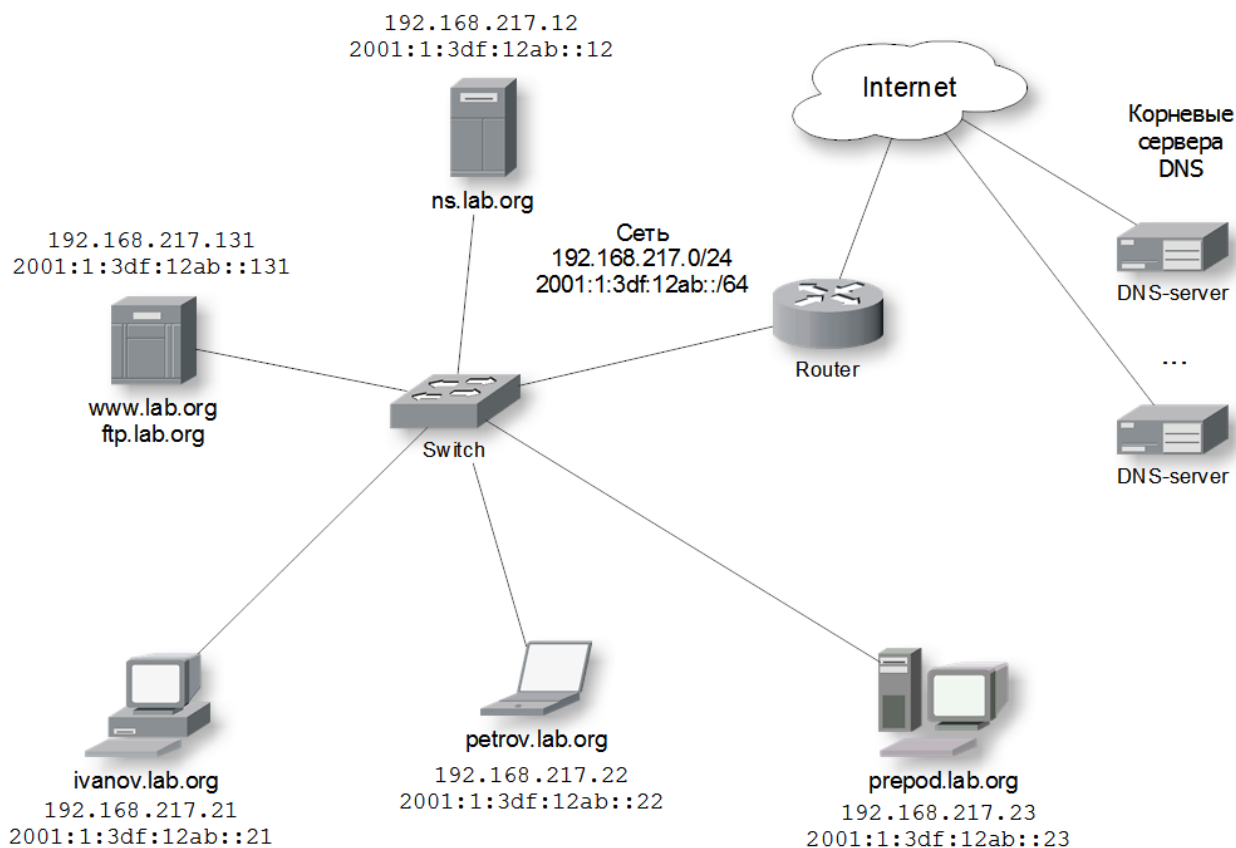 192.168.217.12
2001:1:3df:12ab::12
ns.lab.org
Internet
Корневые
сервера
DNS
192.168.217.131
2001:1:3df:12ab::131
www.lab.org
ftp.lab.org
Сеть
192.168.217.0/24
2001:1:3df:12ab::/64
Router
DNS-server
...
DNS-server
Switch
ivanov.lab.org
192.168.217.21
2001:1:3df:12ab::21
petrov.lab.org
192.168.217.22
2001:1:3df:12ab::22
prepod.lab.org
192.168.217.23
2001:1:3df:12ab::23